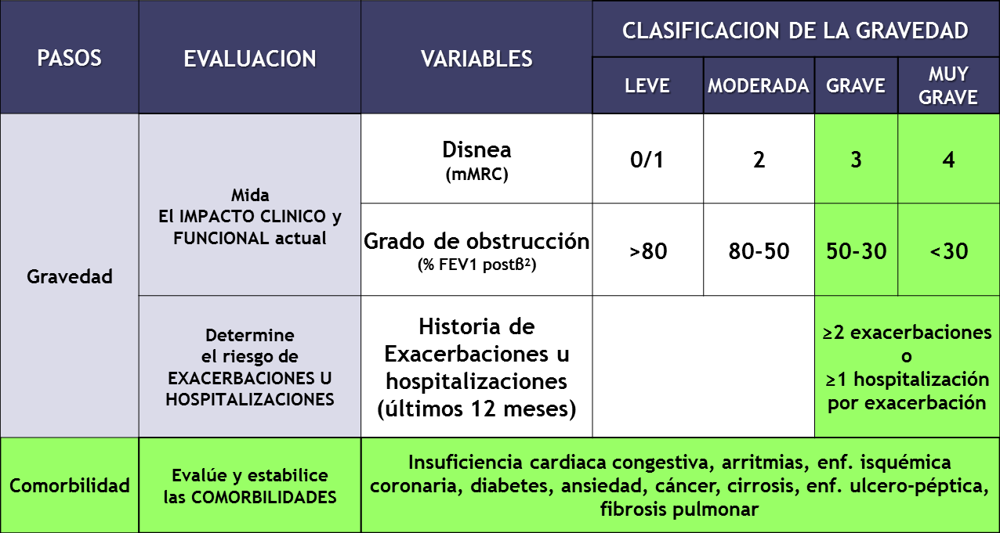 PASOS
EVALUACION
VARIABLES
CLASIFICACION DE LA GRAVEDAD
LEVE
MODERADA
GRAVE
MUY
GRAVE
Gravedad
Mida
El IMPACTO CLINICO y
FUNCIONAL actual
Disnea
(mMRC)
0/1
2
3
4
Grado de obstrucción
(% FEV1 postß²)
>80
80-50
50-30
<30
Determine
el riesgo de
EXACERBACIONES U
HOSPITALIZACIONES
Historia de
Exacerbaciones u
hospitalizaciones
(últimos 12 meses)
≥2 exacerbaciones
o
≥1 hospitalización
por exacerbación
Comorbilidad
Evalúe y estabilice
las COMORBILIDADES
Insuficiencia cardiaca congestiva, arritmias, enf. isquémica
coronaria, diabetes, ansiedad, cáncer, cirrosis, enf. ulcero-péptica,
fibrosis pulmonar